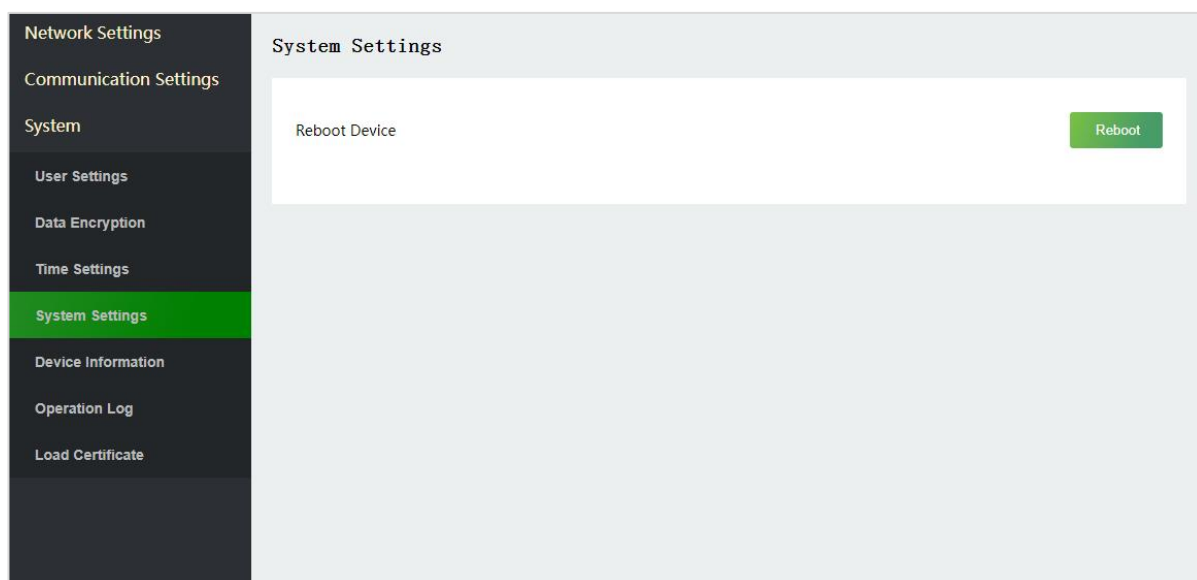 Network Settings
Communication Settings
System
User Settings
Data Encryption
Time Settings
System Settings
Device Information
Operation Log
Load Certificate
System Settings
Reboot Device
Reboot